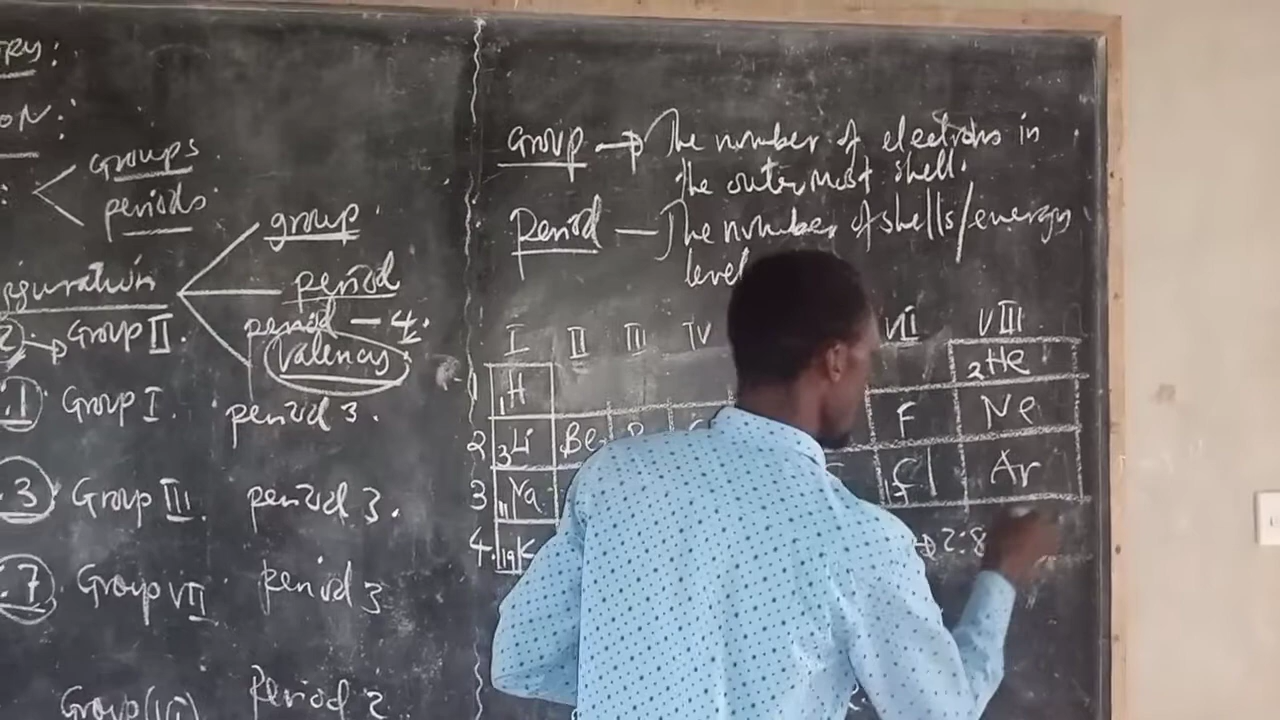 TRY:
ON:
groups
periods
group
iguration
period
2 → Group II. period - 4.
Valency
.1 Group I. period 3.
.3 Group III period 3.
.7 Group VII period 3
Group (VI) Period 2
Group → The number of electrons in
the outermost shell.
Period — The number of shells/energy
level
I II III IV VII VIII
1 1H 2He
2 3Li Be B F Ne
3 11Na Cl Ar
4. 19K
→ 2:8